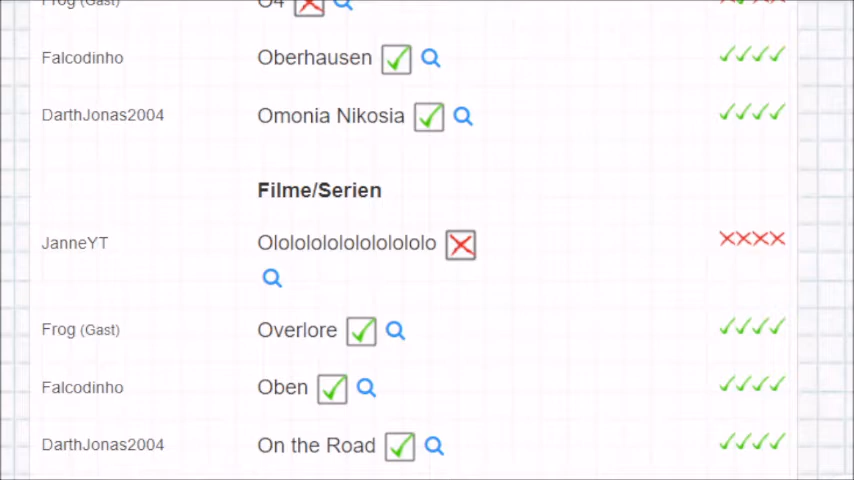 Frog (Gast) O4
Falcodinho Oberhausen
DarthJonas2004 Omonia Nikosia
Filme/Serien
JanneYT Olololololololololo
Frog (Gast) Overlore
Falcodinho Oben
DarthJonas2004 On the Road